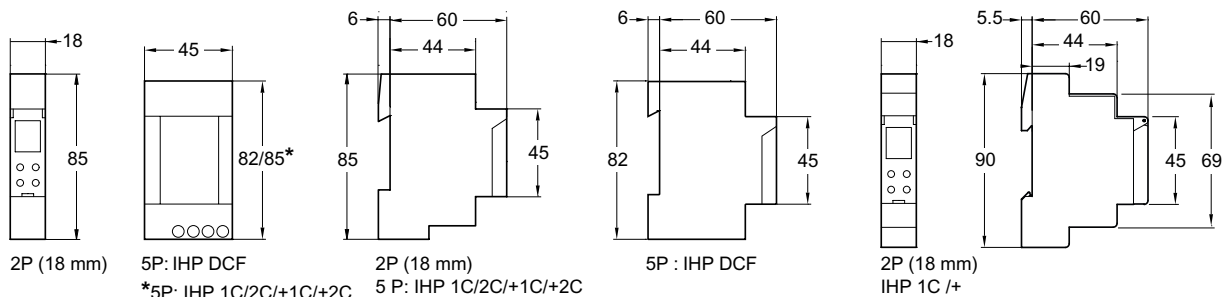 6 60 6 60 5.5 60
18 45 44 44 18 44
19
85 82/85* 85 45 82 45 90 45 69
2P (18 mm) 5P: IHP DCF 2P (18 mm) 5P : IHP DCF 2P (18 mm)
*5P: IHP 1C/2C/+1C/+2C 5 P: IHP 1C/2C/+1C/+2C IHP 1C /+